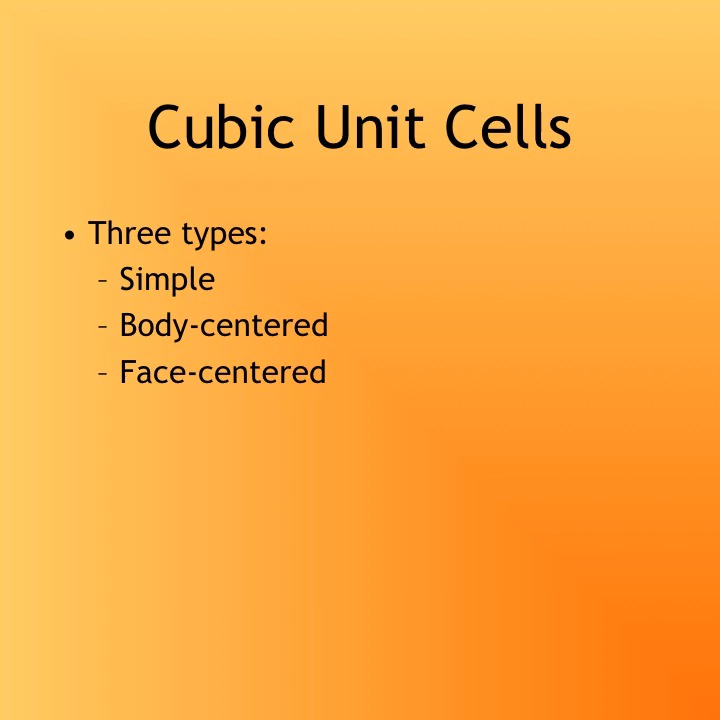 Cubic Unit Cells
• Three types:
– Simple
– Body-centered
– Face-centered